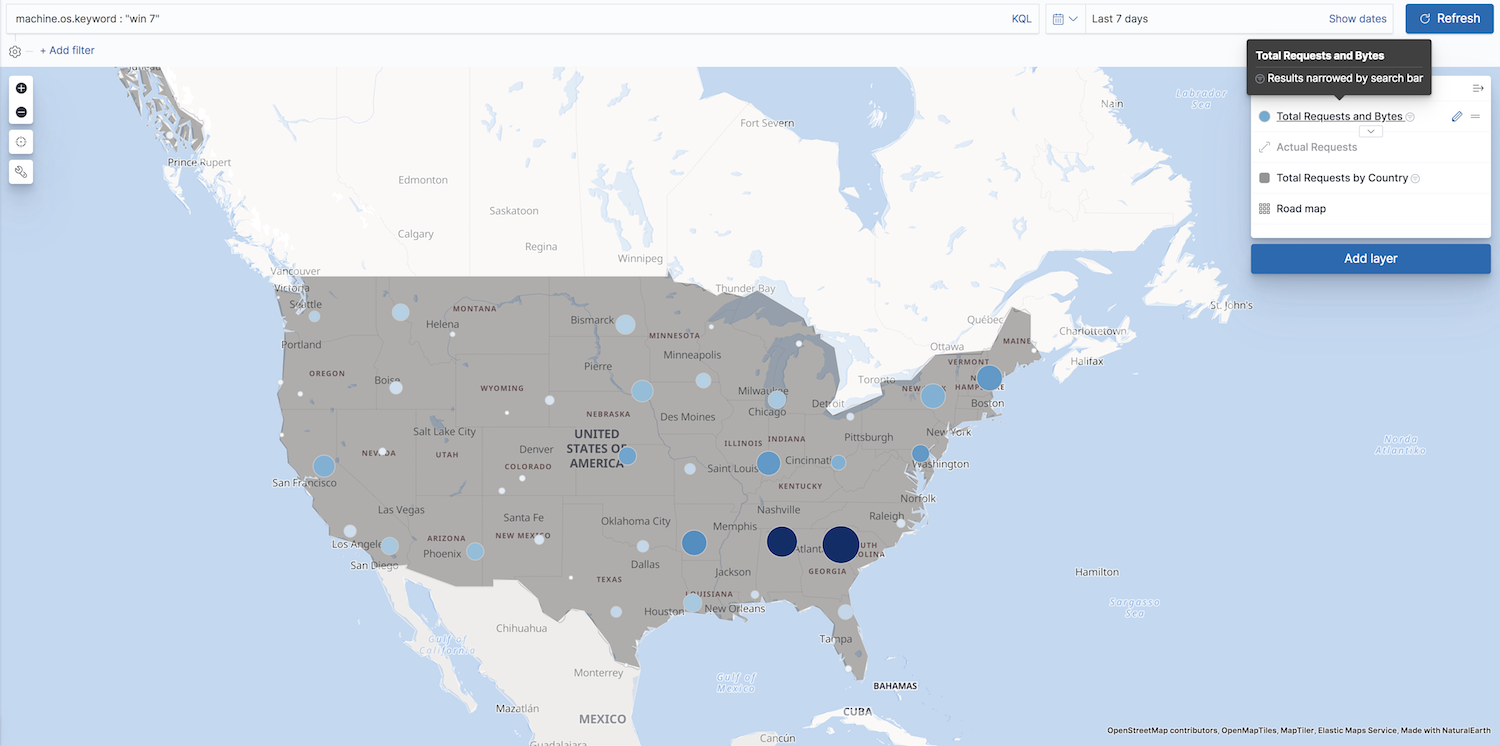 machine.os.keyword : "win 7"
KQL
Last 7 days
Show dates
Refresh
+ Add filter
Total Requests and Bytes
Results narrowed by search bar
Total Requests and Bytes
Actual Requests
Total Requests by Country
Road map
Add layer
Labrador
Sea
Nain
Fort Severn
Prince Rupert
Edmonton
Saskatoon
Calgary
Regina
Winnipeg
Vancouver
Victoria
Thunder Bay
Seattle
St. John's
MONTANA
Helena
Bismarck
Québec
Charlottetown
MINNESOTA
Portland
MAINE
Ottawa
Minneapolis
Halifax
VERMONT
Pierre
OREGON
Boise
Toronto
WYOMING
Milwaukee
Detroit
Boston
NEBRASKA
Des Moines
Chicago
Salt Lake City
UNITED
STATES OF
AMERICA
New York
Pittsburgh
ILLINOIS
INDIANA
Norda
Atlantiko
NEVADA
UTAH
Denver
COLORADO
Saint Louis
Cincinnati
Washington
San Francisco
KENTUCKY
Norfolk
Las Vegas
Nashville
Santa Fe
Oklahoma City
Raleigh
Memphis
ARIZONA
NEW MEXICO
Los Angeles
Phoenix
Atlanta
San Diego
Dallas
Jackson
GEORGIA
Hamilton
TEXAS
LOUISIANA
Houston
New Orleans
Sargasso
Sea
Chihuahua
Gulf of
California
Tampa
Monterrey
Gulf of
Mexico
BAHAMAS
Mazatlán
MEXICO
CUBA
Cancún
Guadalajara
OpenStreetMap contributors, OpenMapTiles, MapTiler, Elastic Maps Service, Made with NaturalEarth